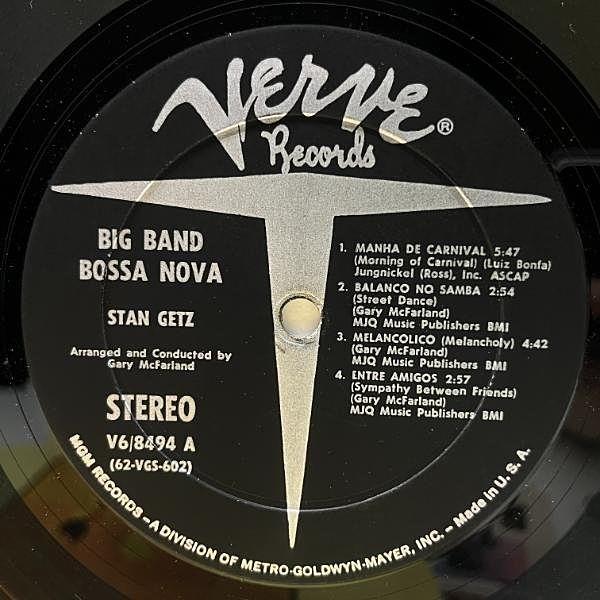 VERVE®
Records
BIG BAND
BOSSA NOVA
STAN GETZ
Arranged and Conducted by
Gary McFarland
STEREO
V6/8494 A
(62-VGS-602)
1. MANHA DE CARNIVAL 5:47
(Morning of Carnival) (Luiz Bonfa)
Jungnickel (Ross), Inc. ASCAP
2. BALANCO NO SAMBA 2:54
(Street Dance)
(Gary McFarland)
MJQ Music Publishers BMI
3. MELANCOLICO (Melancholy) 4:42
(Gary McFarland)
MJQ Music Publishers BMI
4. ENTRE AMIGOS 2:57
(Sympathy Between Friends)
(Gary McFarland)
MJQ Music Publishers BMI
MGM RECORDS – A DIVISION OF METRO-GOLDWYN-MAYER, INC. – Made in U. S. A.